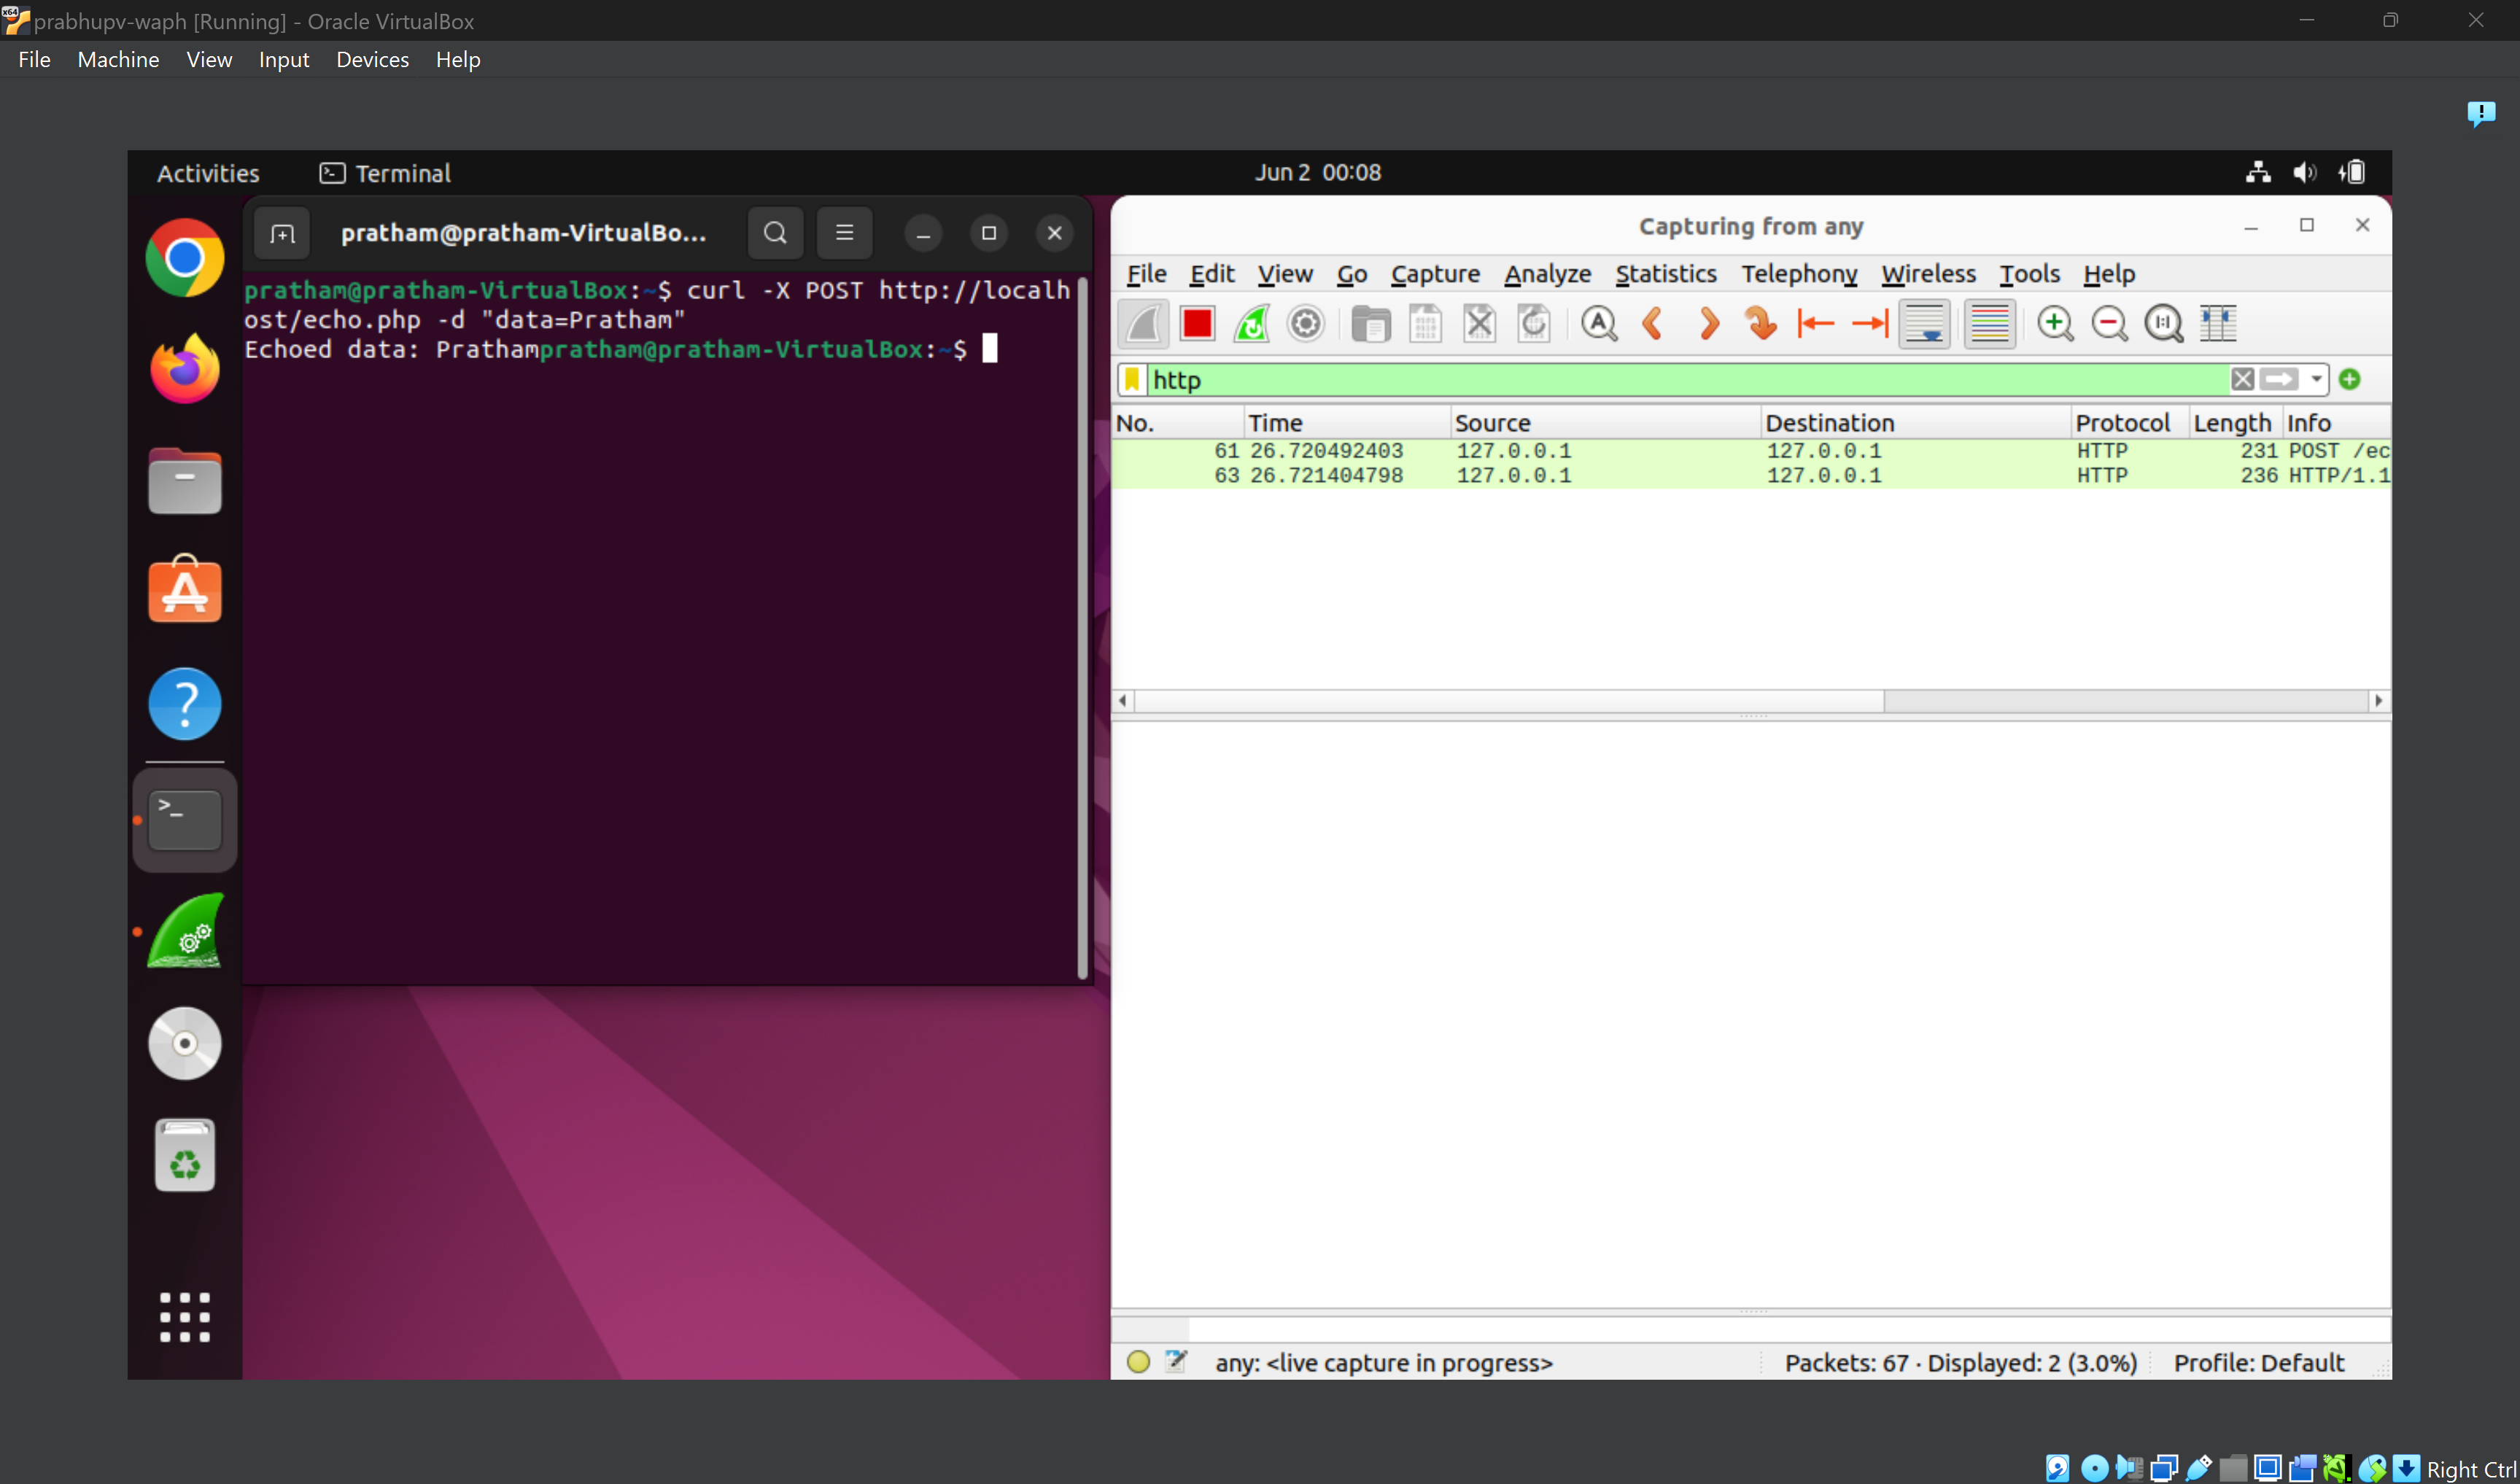 prabhupv-waph [Running] - Oracle VirtualBox
File Machine View Input Devices Help
Activities Terminal Jun 2 00:08
pratham@pratham-VirtualBo...
pratham@pratham-VirtualBox:~$ curl -X POST http://localh
ost/echo.php -d "data=Pratham"
Echoed data: Prathampratham@pratham-VirtualBox:~$
Capturing from any
File Edit View Go Capture Analyze Statistics Telephony Wireless Tools Help
http
No. Time Source Destination Protocol Length Info
61 26.720492403 127.0.0.1 127.0.0.1 HTTP 231 POST /ec
63 26.721404798 127.0.0.1 127.0.0.1 HTTP 236 HTTP/1.1
any: <live capture in progress> Packets: 67 · Displayed: 2 (3.0%) Profile: Default
Right Ctrl